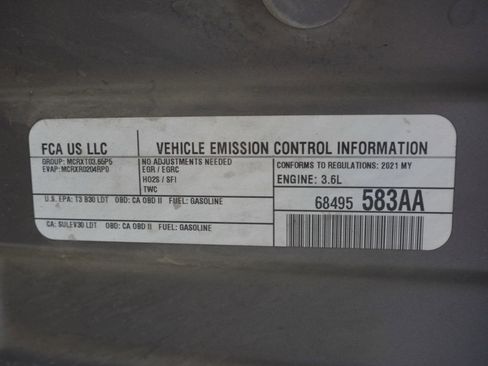 FCA US LLC
GROUP: MCRXT03.65P5
EVAP: MCRXR0204RP0
VEHICLE EMISSION CONTROL INFORMATION
NO ADJUSTMENTS NEEDED
EGR / EGRC
HO2S / SFI
TWC
CONFORMS TO REGULATIONS: 2021 MY
ENGINE: 3.6L
U.S. EPA: T3 B30 LDT OBD: CA OBD II FUEL: GASOLINE
CA: SULEV30 LDT OBD: CA OBD II FUEL: GASOLINE
68495 583AA